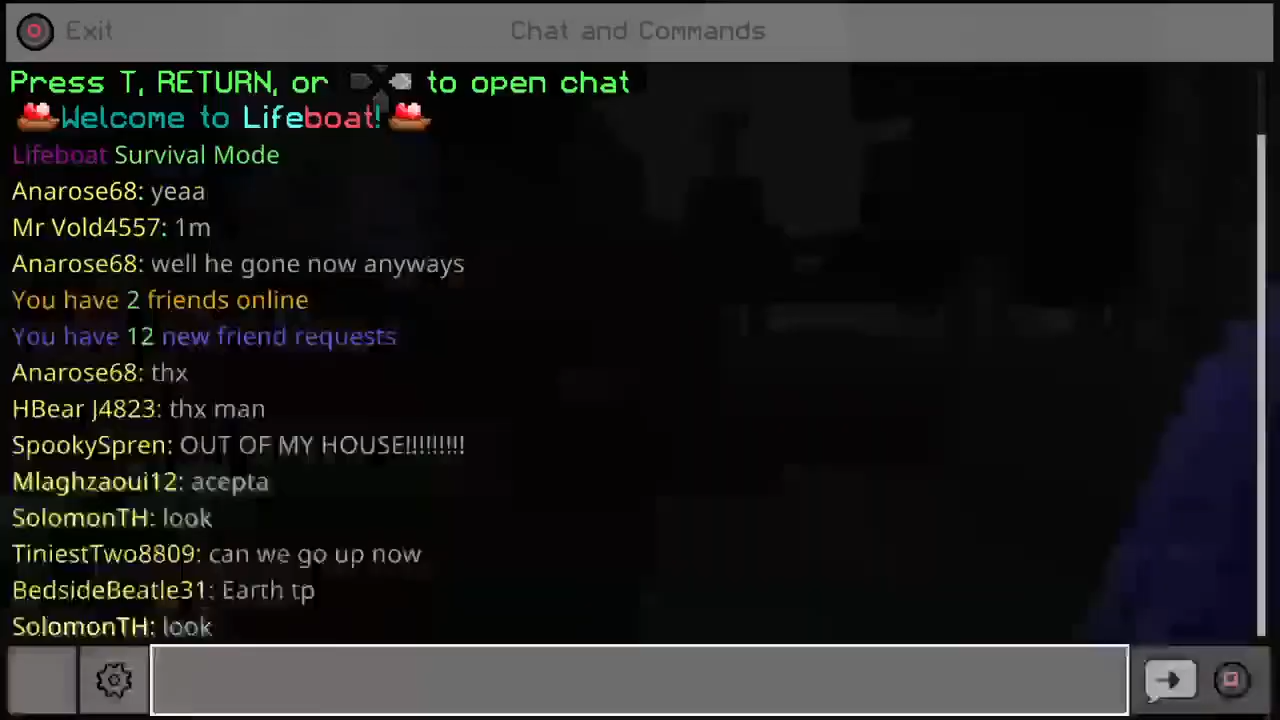 Exit
Chat and Commands
Press T, RETURN, or to open chat
Welcome to Lifeboat!
Lifeboat Survival Mode
Anarose68: yeaa
Mr Vold4557: 1m
Anarose68: well he gone now anyways
You have 2 friends online
You have 12 new friend requests
Anarose68: thx
HBear J4823: thx man
SpookySpren: OUT OF MY HOUSE!!!!!!!!!
Mlaghzaoui12: acepta
SolomonTH: look
TiniestTwo8809: can we go up now
BedsideBeatle31: Earth tp
SolomonTH: look